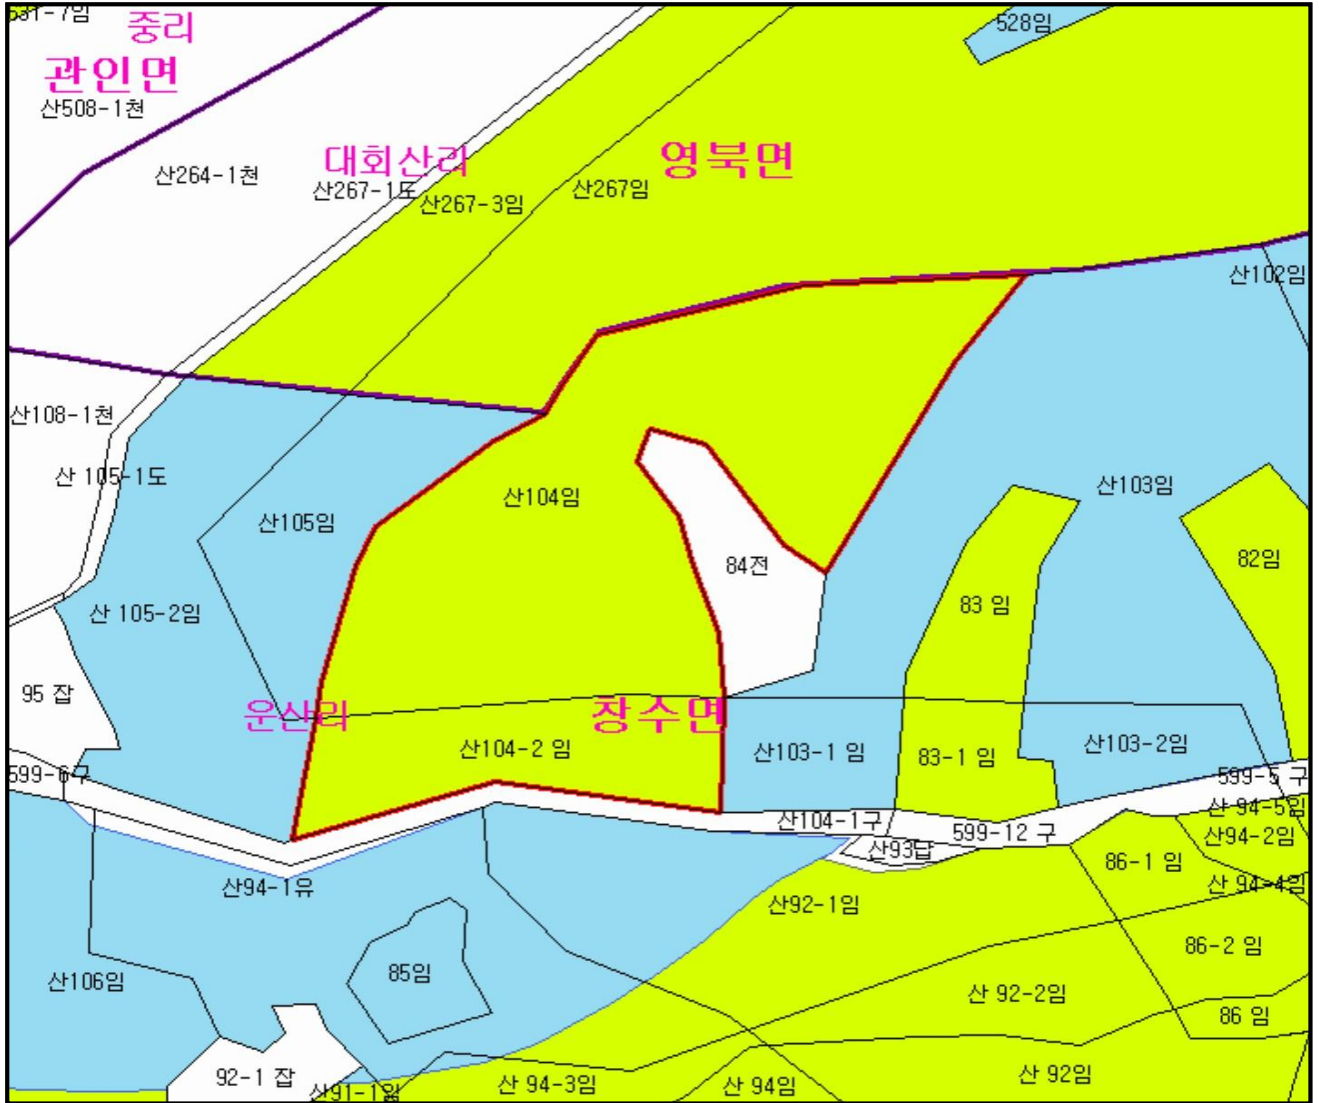 531-7임
중리
528임
관인면
산508-1천
대회산리
영북면
산264-1천
산267-1도
산267-3임
산267임
산102임
산108-1천
산 105-1도
산105임
산104임
산103임
84전
82임
83 임
산 105-2임
95 잡
운산리
장수면
산104-2 임
산103-1 임
83-1 임
산103-2임
599-6구
599-5 구
산 94-5임
산104-1구
599-12 구
산94-2임
산93답
86-1 임
산94-1유
산 94-4임
산92-1임
86-2 임
산106임
85임
산 92-2임
86 임
92-1 잡
산91-1임
산 94-3임
산 94임
산 92임